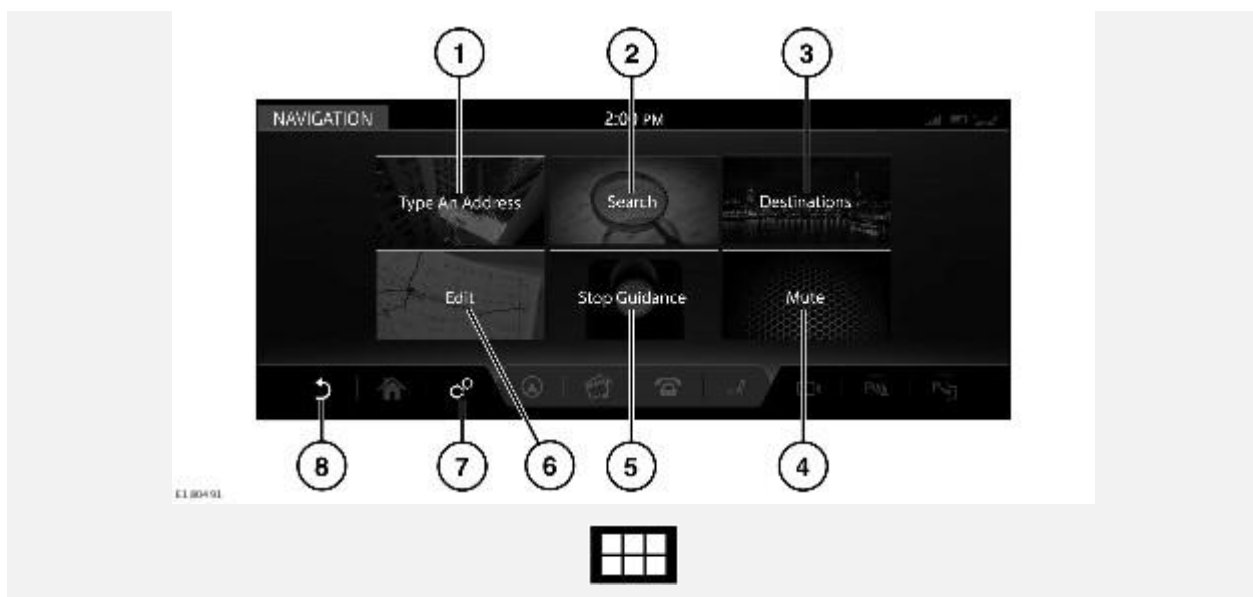 1 2 3
NAVIGATION 2:00 PM
Type An Address Search Destinations
Edit Stop Guidance Mute
8 7 6 5 4
E180491